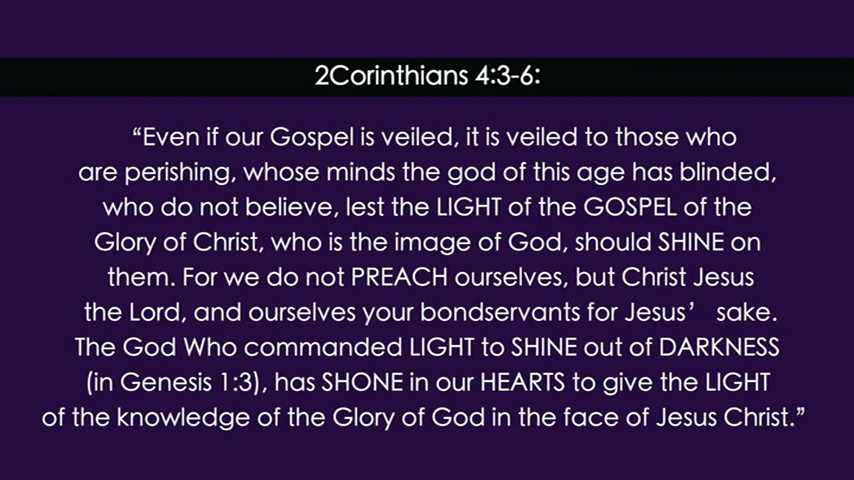 2Corinthians 4:3-6:
“Even if our Gospel is veiled, it is veiled to those who
are perishing, whose minds the god of this age has blinded,
who do not believe, lest the LIGHT of the GOSPEL of the
Glory of Christ, who is the image of God, should SHINE on
them. For we do not PREACH ourselves, but Christ Jesus
the Lord, and ourselves your bondservants for Jesus’ sake.
The God Who commanded LIGHT to SHINE out of DARKNESS
(in Genesis 1:3), has SHONE in our HEARTS to give the LIGHT
of the knowledge of the Glory of God in the face of Jesus Christ.”